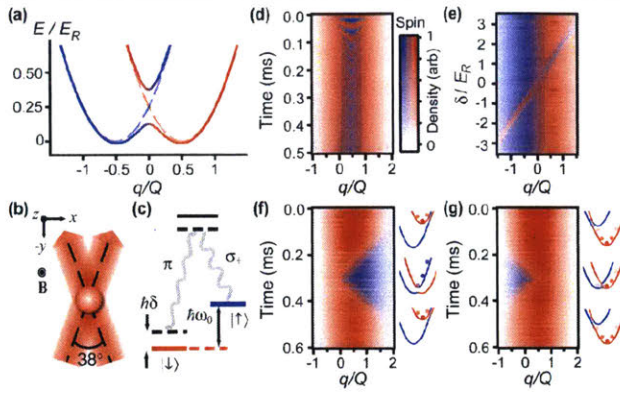 (a)
E / E_R
0.50
0.25
0
-1.0
-0.5
0
0.5
1.0
q/Q
(b)
z
x
-y
B
38°
(c)
π
σ₊
ħδ
ħω₀
|↑⟩
|↓⟩
(d)
0.0
0.1
0.2
0.3
0.4
0.5
Time (ms)
-1
0
1
2
q/Q
Spin
1
0
Density (arb)
(e)
3
2
1
0
-1
-2
-3
δ / E_R
-1
0
1
q/Q
(f)
0.0
0.2
0.4
0.6
Time (ms)
-1
0
1
2
q/Q
(g)
0.0
0.2
0.4
0.6
Time (ms)
-1
0
1
2
q/Q